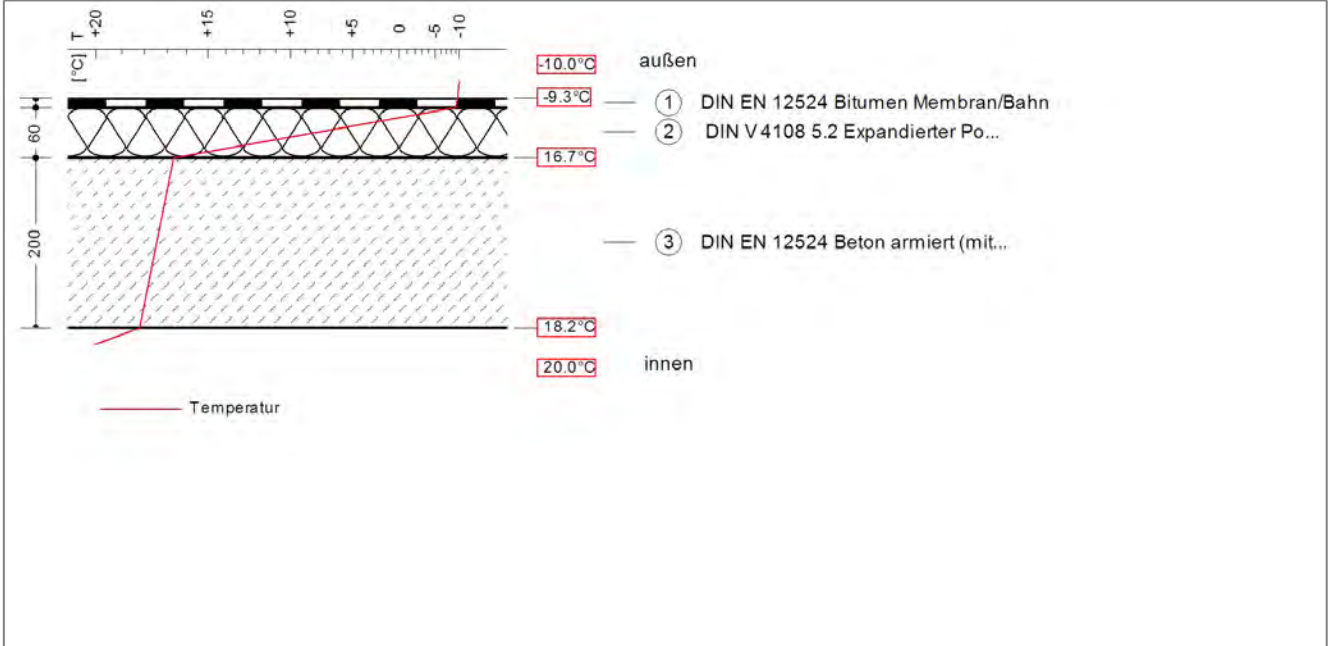 [°C] T +20 +15 +10 +5 0 -5 -10
-10.0°C außen
-9.3°C 1 DIN EN 12524 Bitumen Membran/Bahn
60 2 DIN V 4108 5.2 Expandierter Po...
16.7°C
200 3 DIN EN 12524 Beton armiert (mit...
18.2°C
20.0°C innen
Temperatur